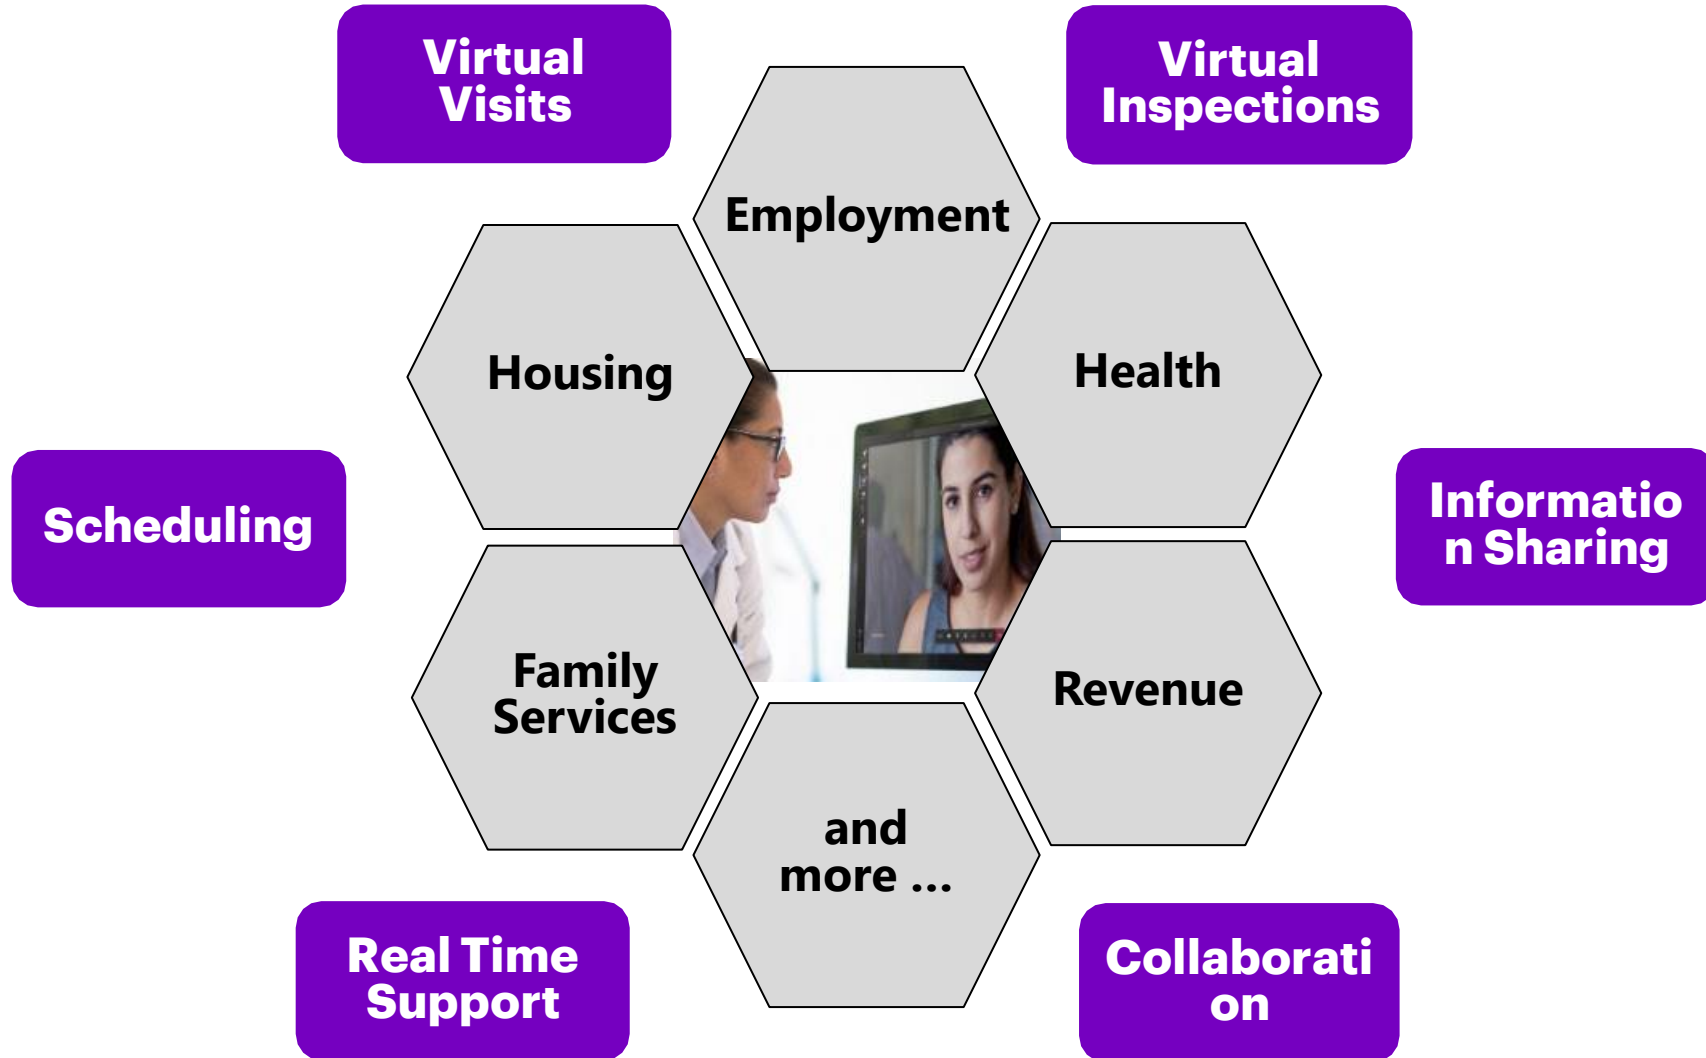 Virtual
Visits
Virtual
Inspections
Employment
Housing
Health
Scheduling
Informatio
n Sharing
Family
Services
Revenue
and
more ...
Real Time
Support
Collaborati
on